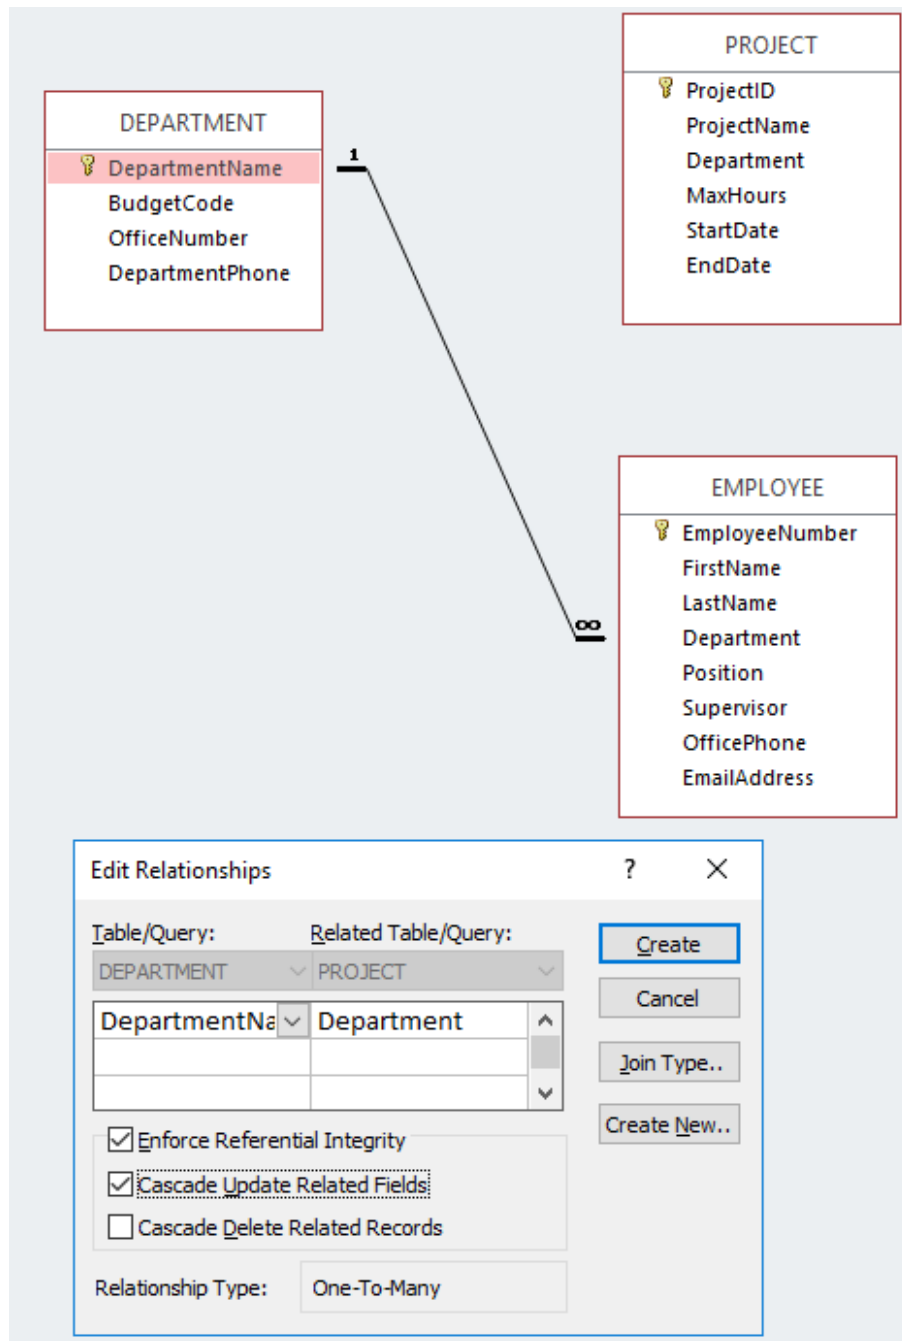 PROJECT
ProjectID
ProjectName
Department
MaxHours
StartDate
EndDate
DEPARTMENT
DepartmentName
BudgetCode
OfficeNumber
DepartmentPhone
1
∞
EMPLOYEE
EmployeeNumber
FirstName
LastName
Department
Position
Supervisor
OfficePhone
EmailAddress
Edit Relationships ? ×
Table/Query: Related Table/Query:
DEPARTMENT PROJECT
DepartmentNa Department
Enforce Referential Integrity
Cascade Update Related Fields
Cascade Delete Related Records
Relationship Type: One-To-Many
Create
Cancel
Join Type..
Create New..